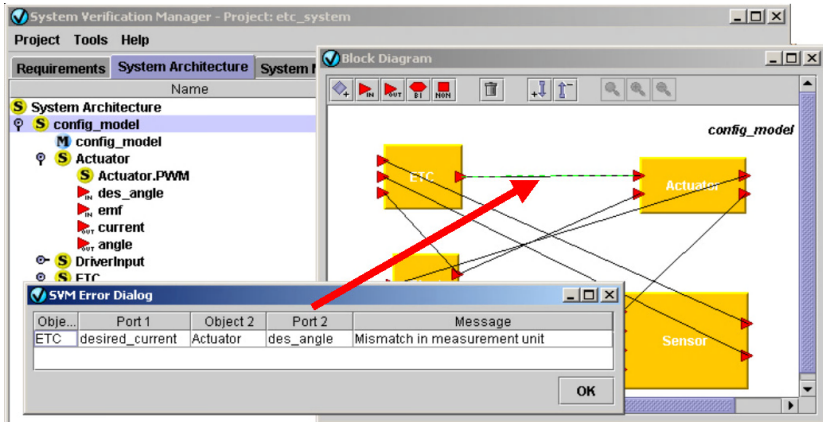 System Verification Manager - Project: etc_system
Project Tools Help
Requirements System Architecture System
Name
System Architecture
config_model
config_model
Actuator
Actuator.PWM
des_angle
emf
current
angle
DriverInput
ETC
Block Diagram
IN OUT BI NON
config_model
ETC
Actuator
Sensor
SVM Error Dialog
Obje... Port 1 Object 2 Port 2 Message
ETC desired_current Actuator des_angle Mismatch in measurement unit
OK